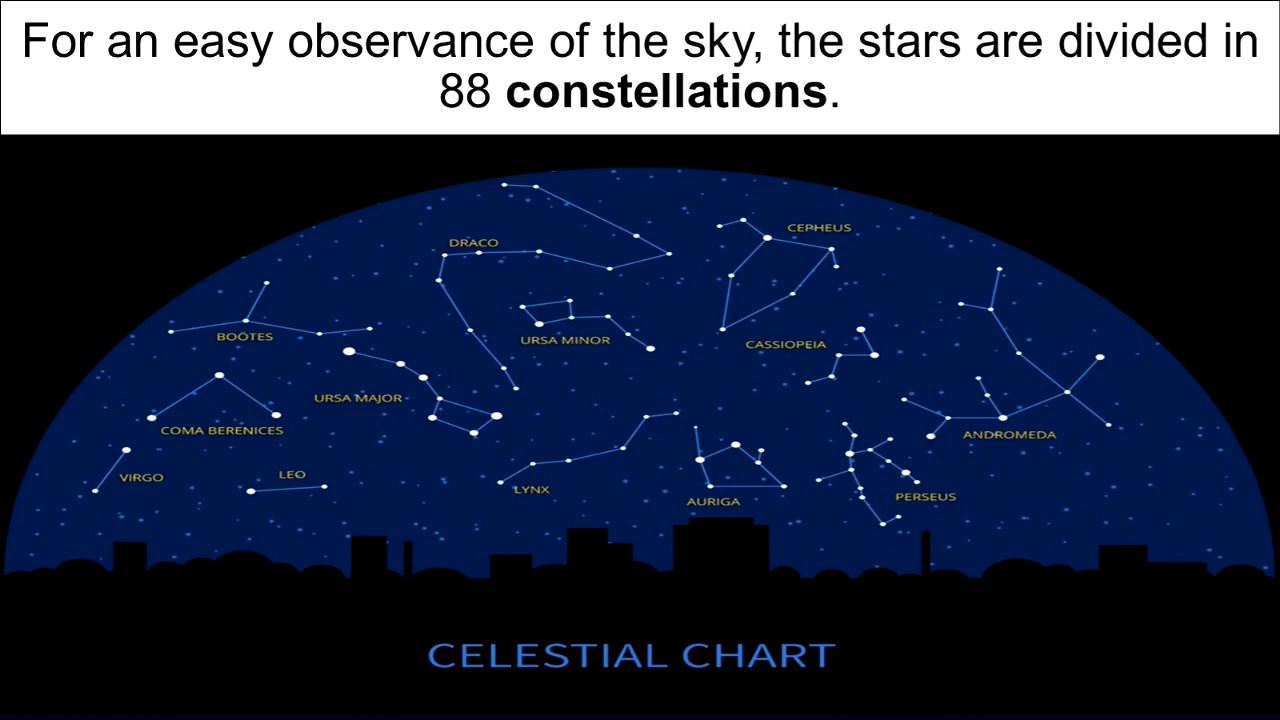 For an easy observance of the sky, the stars are divided in
88 constellations.
CEPHEUS
DRACO
BOÖTES
URSA MINOR
CASSIOPEIA
URSA MAJOR
COMA BERENICES
ANDROMEDA
VIRGO
LEO
LYNX
AURIGA
PERSEUS
CELESTIAL CHART